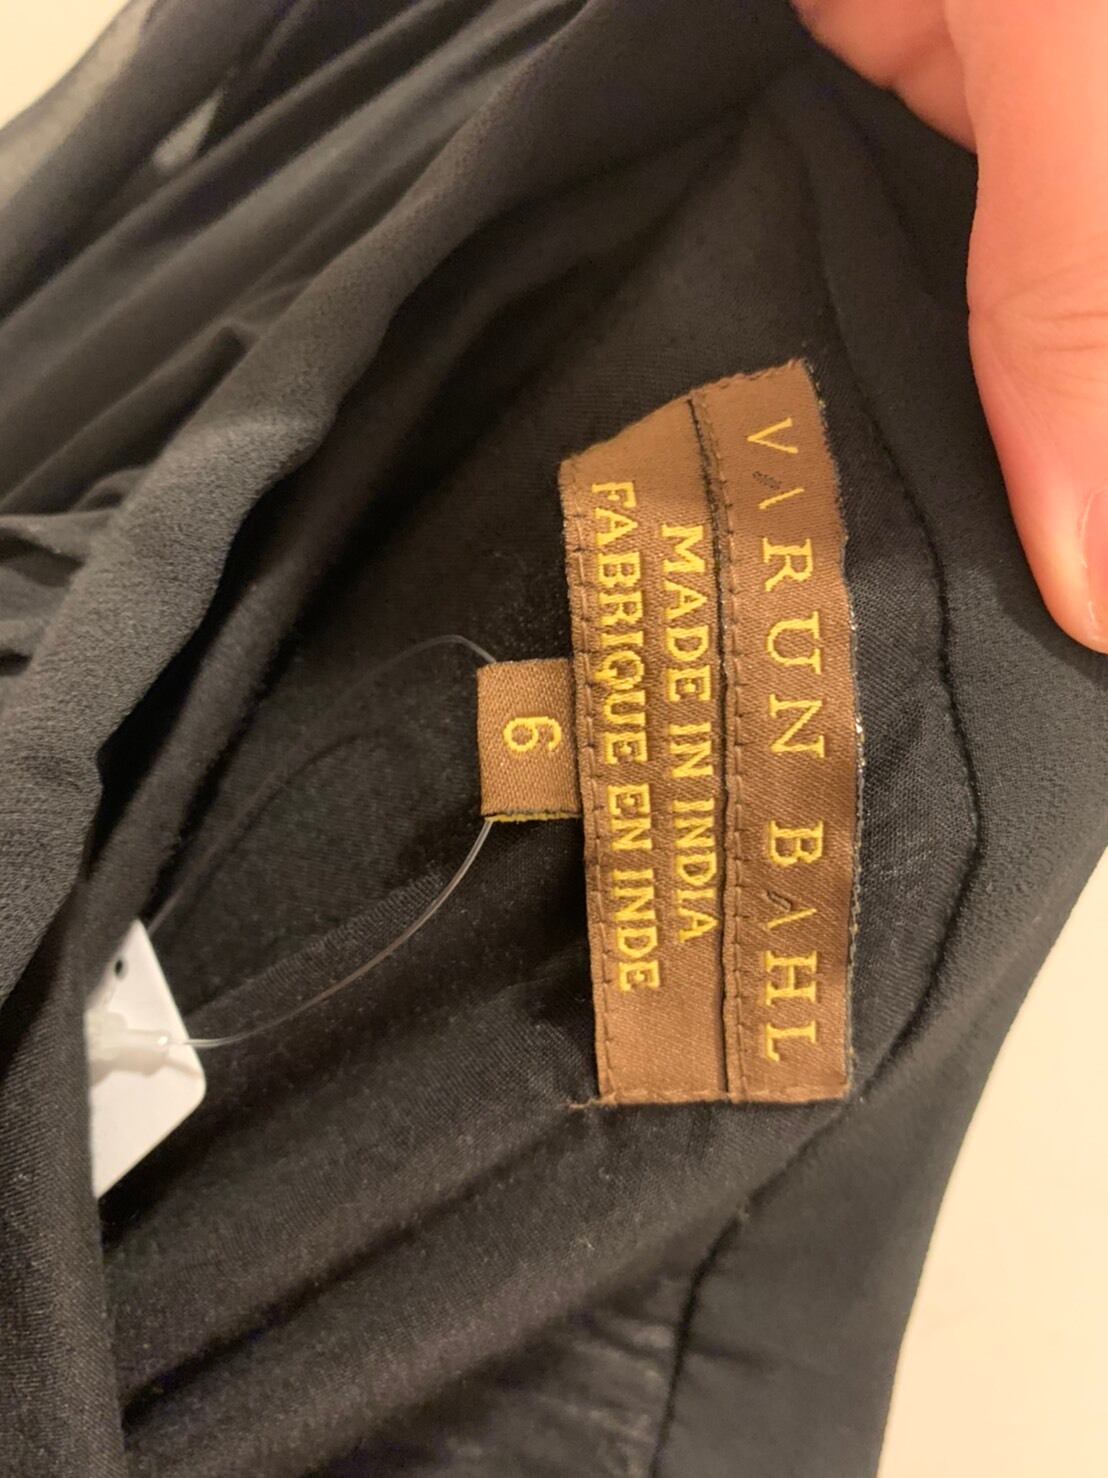 VARUN BAHL
MADE IN INDIA
FABRIQUE EN INDE
6